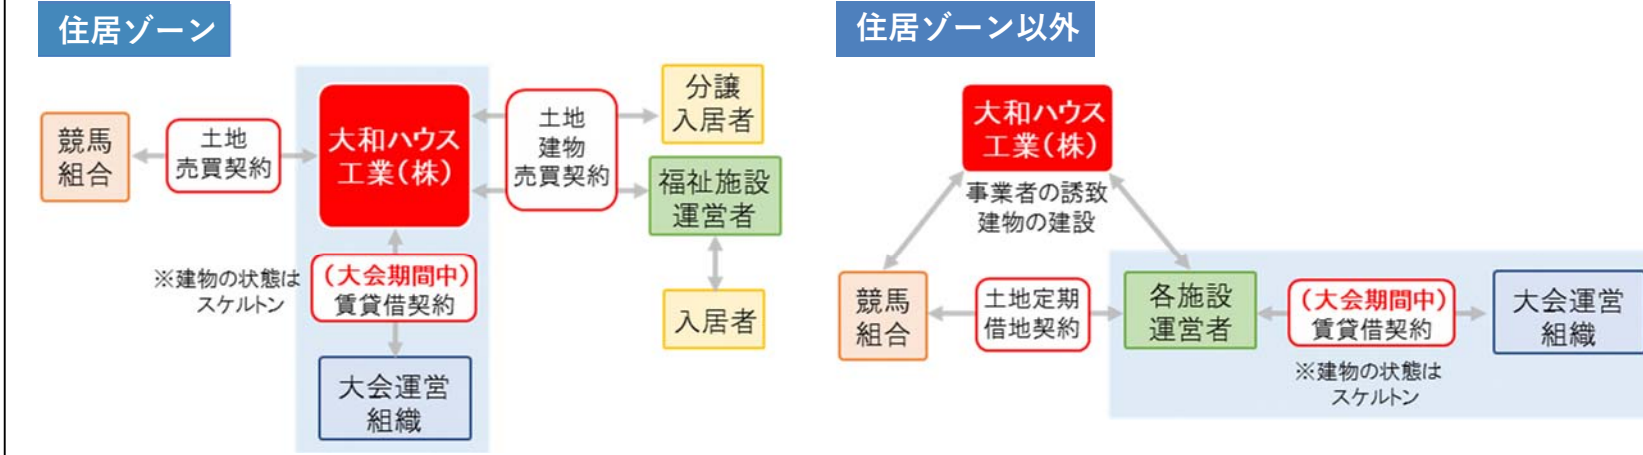 住居ゾーン
競馬
組合
土地
売買契約
大和ハウス
工業(株)
土地
建物
売買契約
分譲
入居者
福祉施設
運営者
入居者
※建物の状態は
スケルトン
(大会期間中)
賃貸借契約
大会運営
組織
住居ゾーン以外
大和ハウス
工業(株)
事業者の誘致
建物の建設
競馬
組合
土地定期
借地契約
各施設
運営者
(大会期間中)
賃貸借契約
※建物の状態は
スケルトン
大会運営
組織